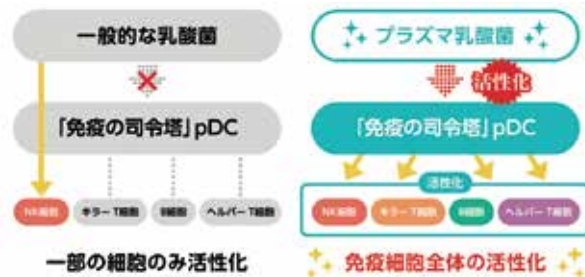 一般的な乳酸菌
「免疫の司令塔」pDC
NK細胞
キラーT細胞
B細胞
ヘルパーT細胞
一部の細胞のみ活性化
プラズマ乳酸菌
活性化
「免疫の司令塔」pDC
活性化
NK細胞
キラーT細胞
B細胞
ヘルパーT細胞
免疫細胞全体の活性化